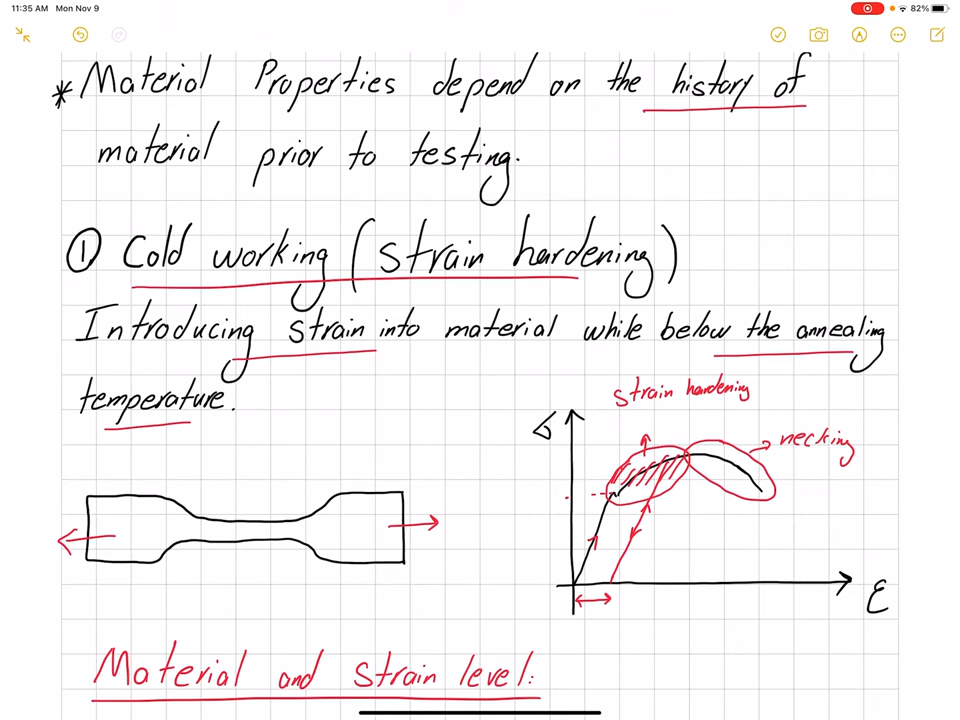 11:35 AM Mon Nov 9
82%
* Material Properties depend on the history of
material prior to testing.
① Cold working (strain hardening)
Introducing strain into material while below the annealing
temperature.
strain hardening
σ
necking
ε
Material and strain level: